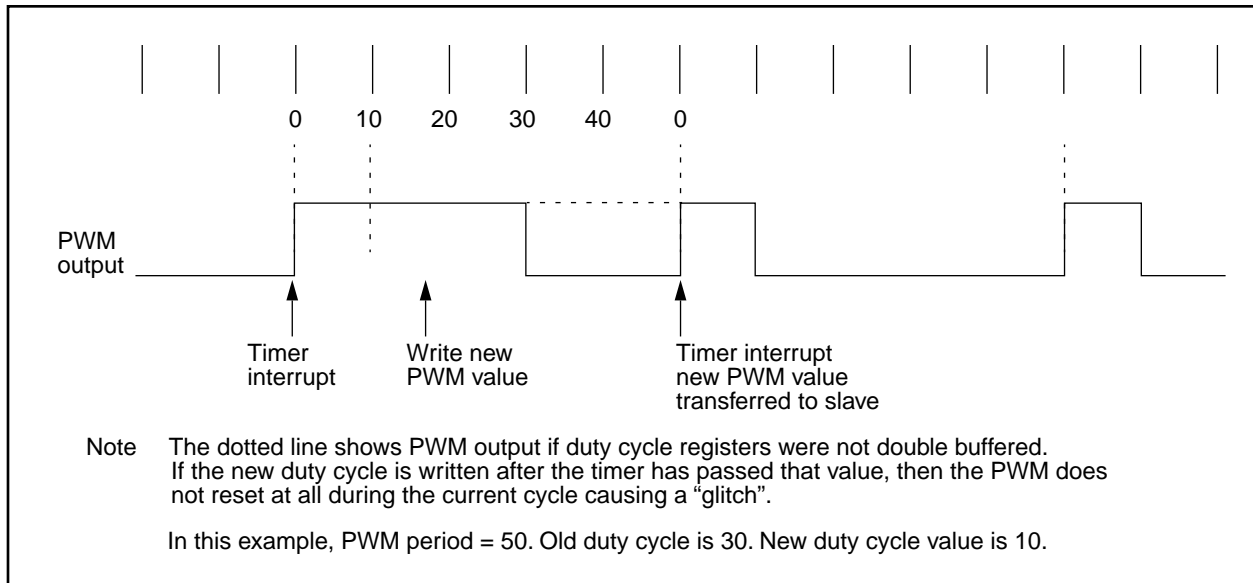 0 10 20 30 40 0
PWM
output
Timer
interrupt
Write new
PWM value
Timer interrupt
new PWM value
transferred to slave
Note The dotted line shows PWM output if duty cycle registers were not double buffered.
If the new duty cycle is written after the timer has passed that value, then the PWM does
not reset at all during the current cycle causing a “glitch”.
In this example, PWM period = 50. Old duty cycle is 30. New duty cycle value is 10.